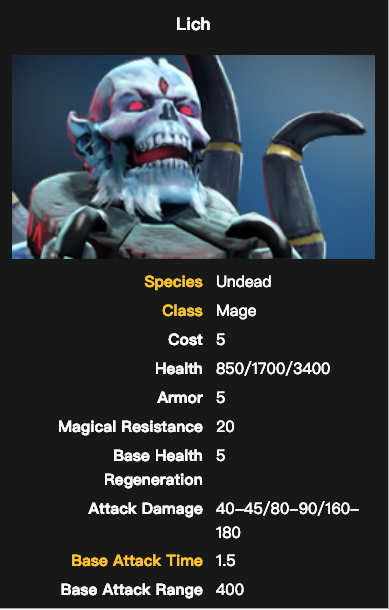 Lich
Species Undead
Class Mage
Cost 5
Health 850/1700/3400
Armor 5
Magical Resistance 20
Base Health 5
Regeneration
Attack Damage 40–45/80–90/160–
180
Base Attack Time 1.5
Base Attack Range 400